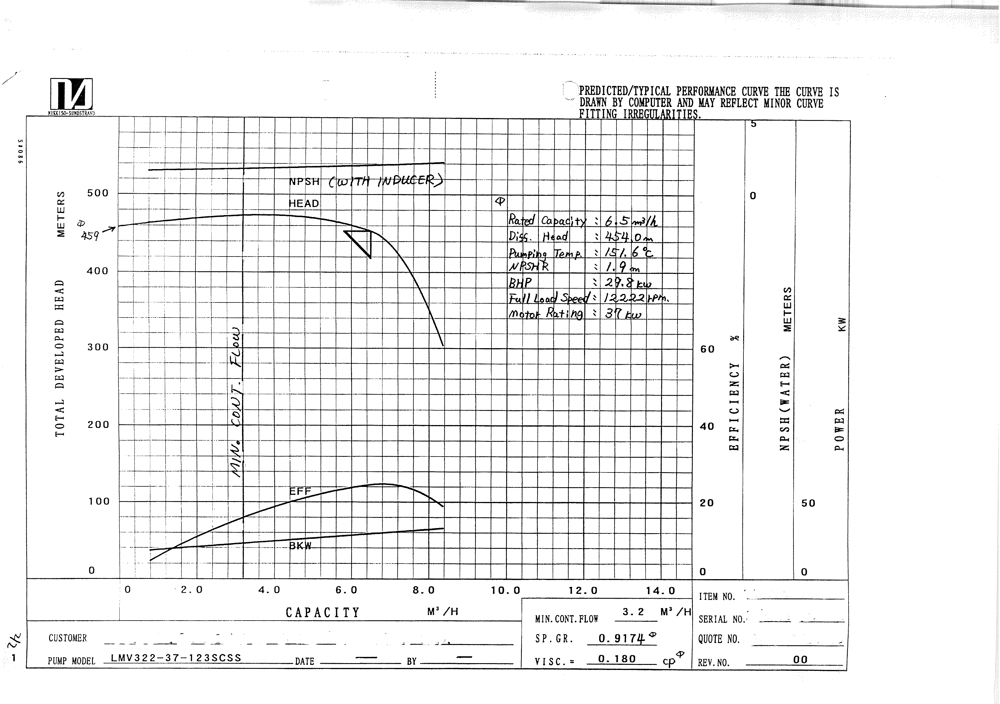 PREDICTED/TYPICAL PERFORMANCE CURVE THE CURVE IS
DRAWN BY COMPUTER AND MAY REFLECT MINOR CURVE
FITTING IRREGULARITIES.
NIKKISO-SUNDSTRAND
TOTAL DEVELOPED HEAD METERS
500
400
300
200
100
0
Φ
459
NPSH (WITH INDUCER)
HEAD
MIN. CONT. FLOW
EFF
BKW
Φ
Rated Capacity : 6.5 m³/h
Diff. Head : 454.0 m
Pumping Temp. : 151.6°C
NPSHR : 1.9 m
BHP : 29.8 kw
Full Load Speed : 12222 rpm.
Motor Rating : 37 kw
60
40
20
0
EFFICIENCY %
5
0
NPSH(WATER) METERS
50
0
POWER KW
0 2.0 4.0 6.0 8.0 10.0 12.0 14.0
CAPACITY M³/H
MIN.CONT.FLOW 3.2 M³/H
SP.GR. 0.9174 Φ
VISC.= 0.180 cp Φ
ITEM NO.
SERIAL NO.
QUOTE NO.
REV.NO. 00
CUSTOMER
PUMP MODEL LMV322-37-123SCSS DATE — BY —
2/2
1